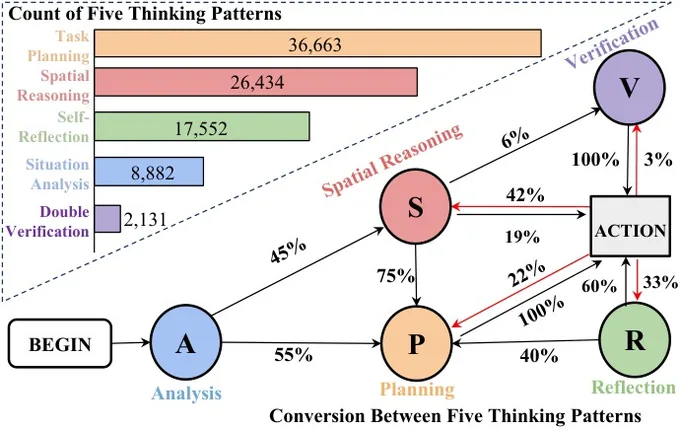 Count of Five Thinking Patterns
Task
Planning
36,663
Spatial
Reasoning
26,434
Self-
Reflection
17,552
Situation
Analysis
8,882
Double
Verification
2,131
Verification
V
Spatial Reasoning
6%
100%
3%
S
42%
19%
ACTION
45%
75%
22%
100%
60%
33%
BEGIN
A
55%
P
40%
R
Analysis
Planning
Reflection
Conversion Between Five Thinking Patterns